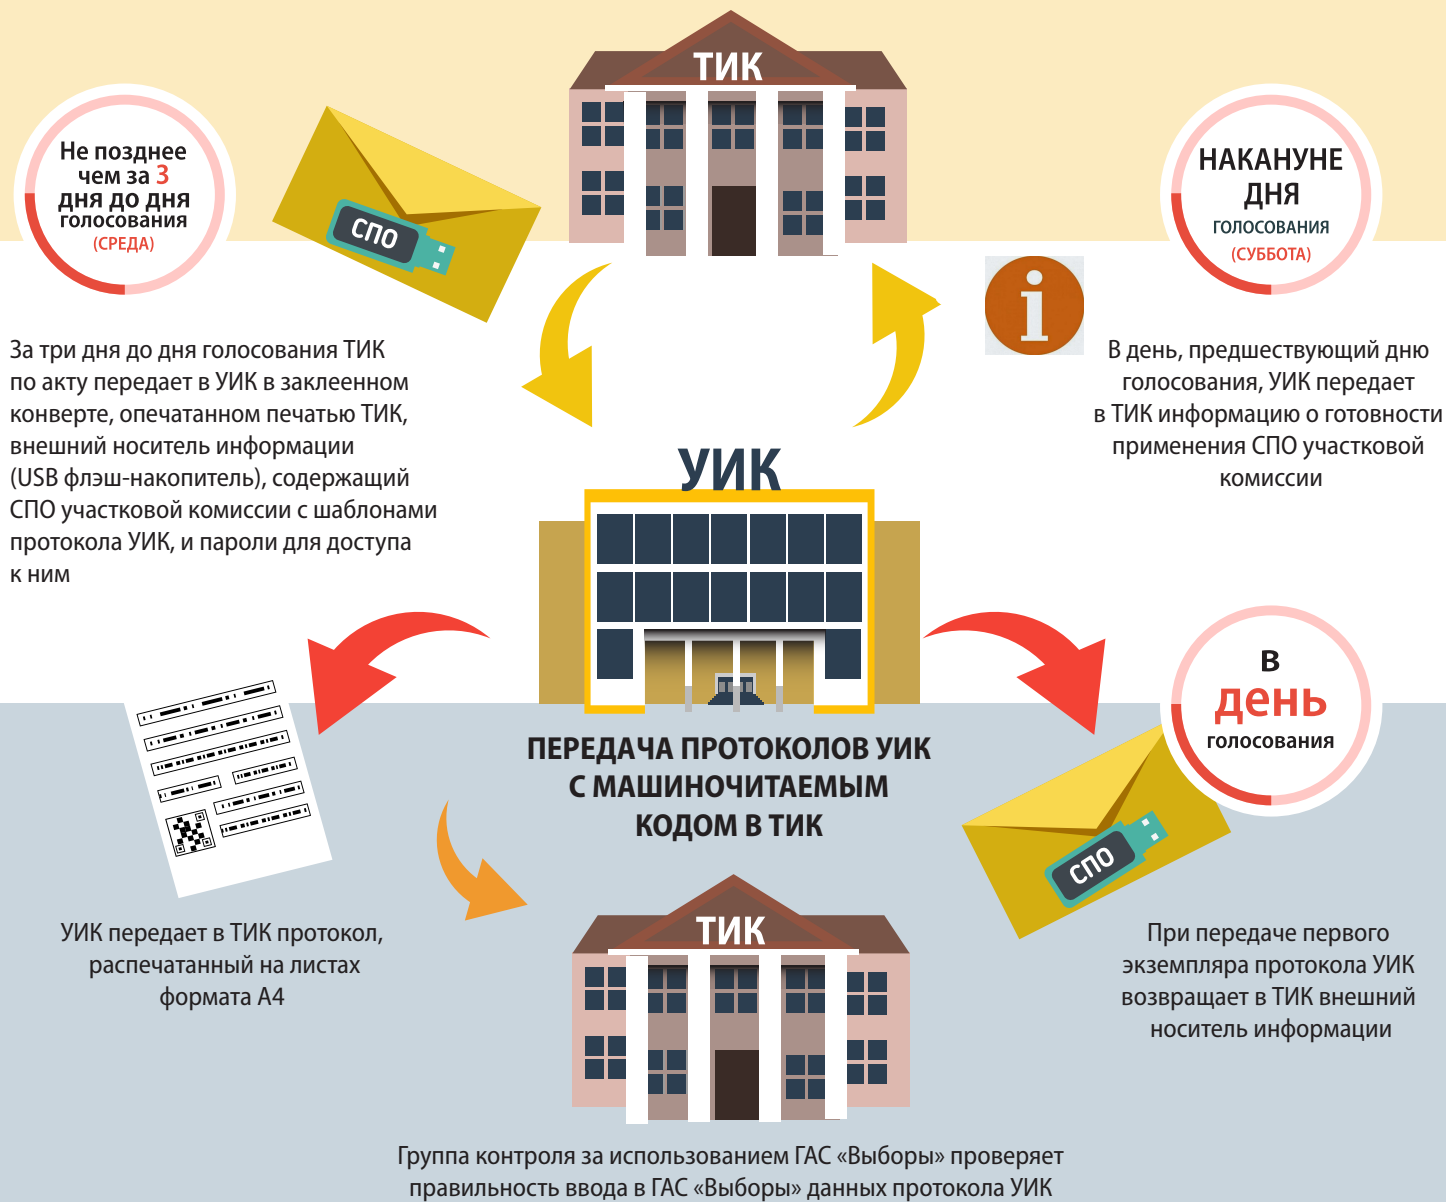 ТИК
Не позднее
чем за 3
дня до дня
голосования
(СРЕДА)
СПО
НАКАНУНЕ
ДНЯ
ГОЛОСОВАНИЯ
(СУББОТА)
i
За три дня до дня голосования ТИК
по акту передает в УИК в заклеенном
конверте, опечатанном печатью ТИК,
внешний носитель информации
(USB флэш-накопитель), содержащий
СПО участковой комиссии с шаблонами
протокола УИК, и пароли для доступа
к ним
В день, предшествующий дню
голосования, УИК передает
в ТИК информацию о готовности
применения СПО участковой
комиссии
УИК
В
день
голосования
ПЕРЕДАЧА ПРОТОКОЛОВ УИК
С МАШИНОЧИТАЕМЫМ
КОДОМ В ТИК
СПО
УИК передает в ТИК протокол,
распечатанный на листах
формата А4
ТИК
При передаче первого
экземпляра протокола УИК
возвращает в ТИК внешний
носитель информации
Группа контроля за использованием ГАС «Выборы» проверяет
правильность ввода в ГАС «Выборы» данных протокола УИК